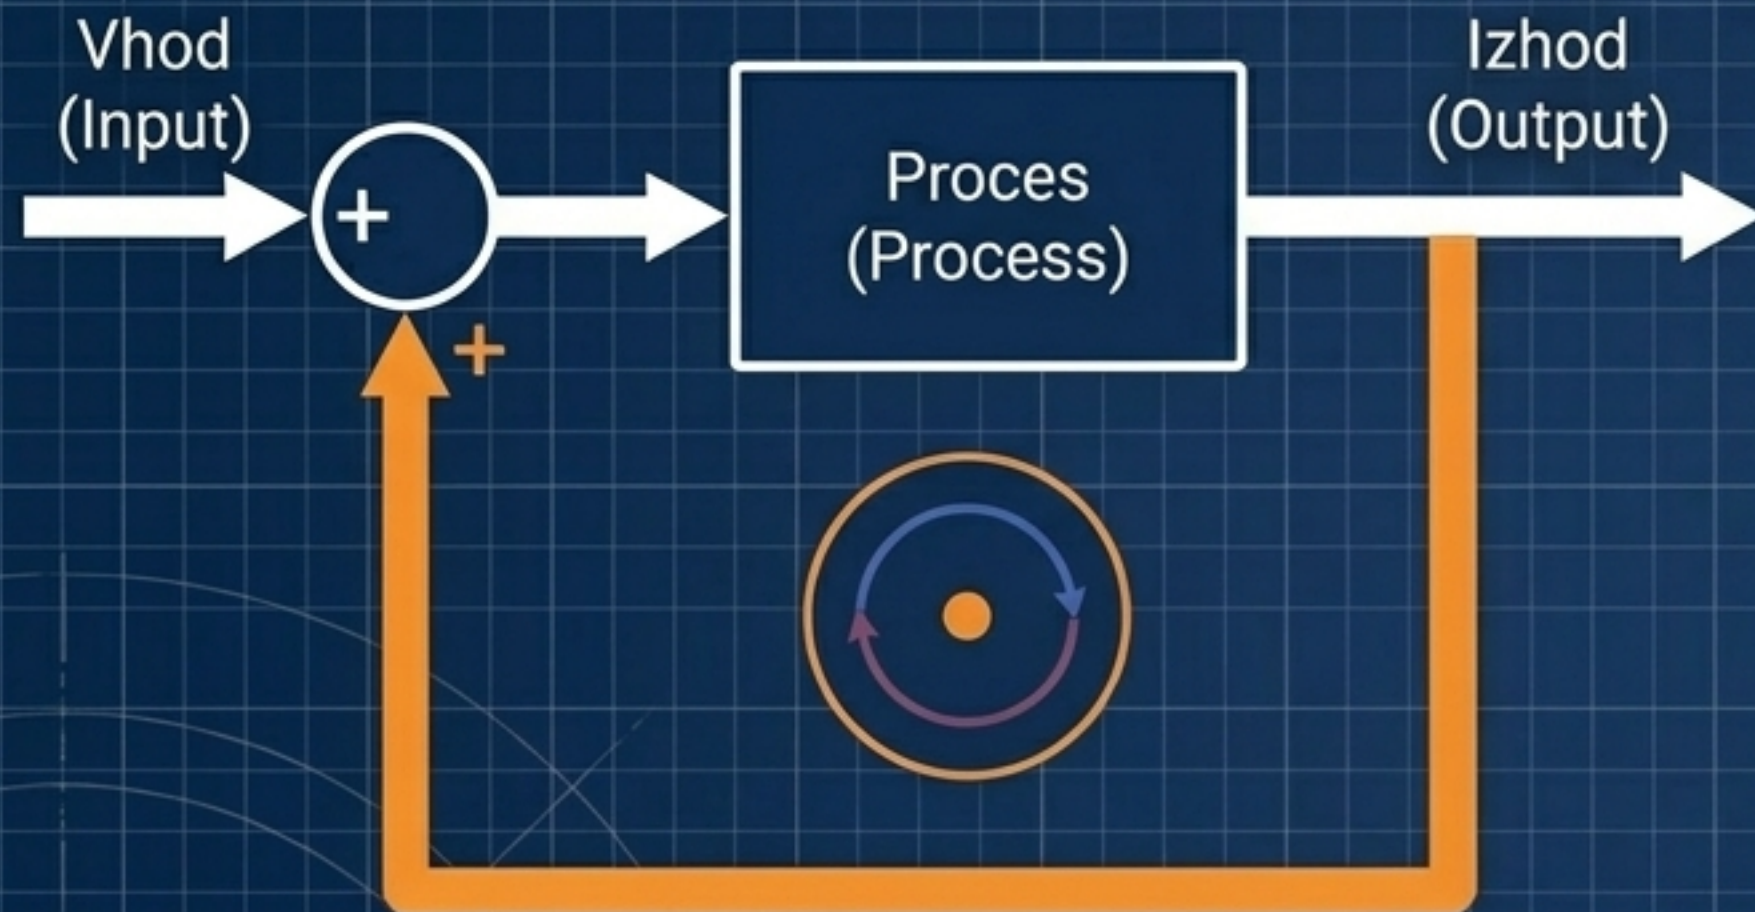 Vhod
(Input)
+
+
Proces
(Process)
Izhod
(Output)